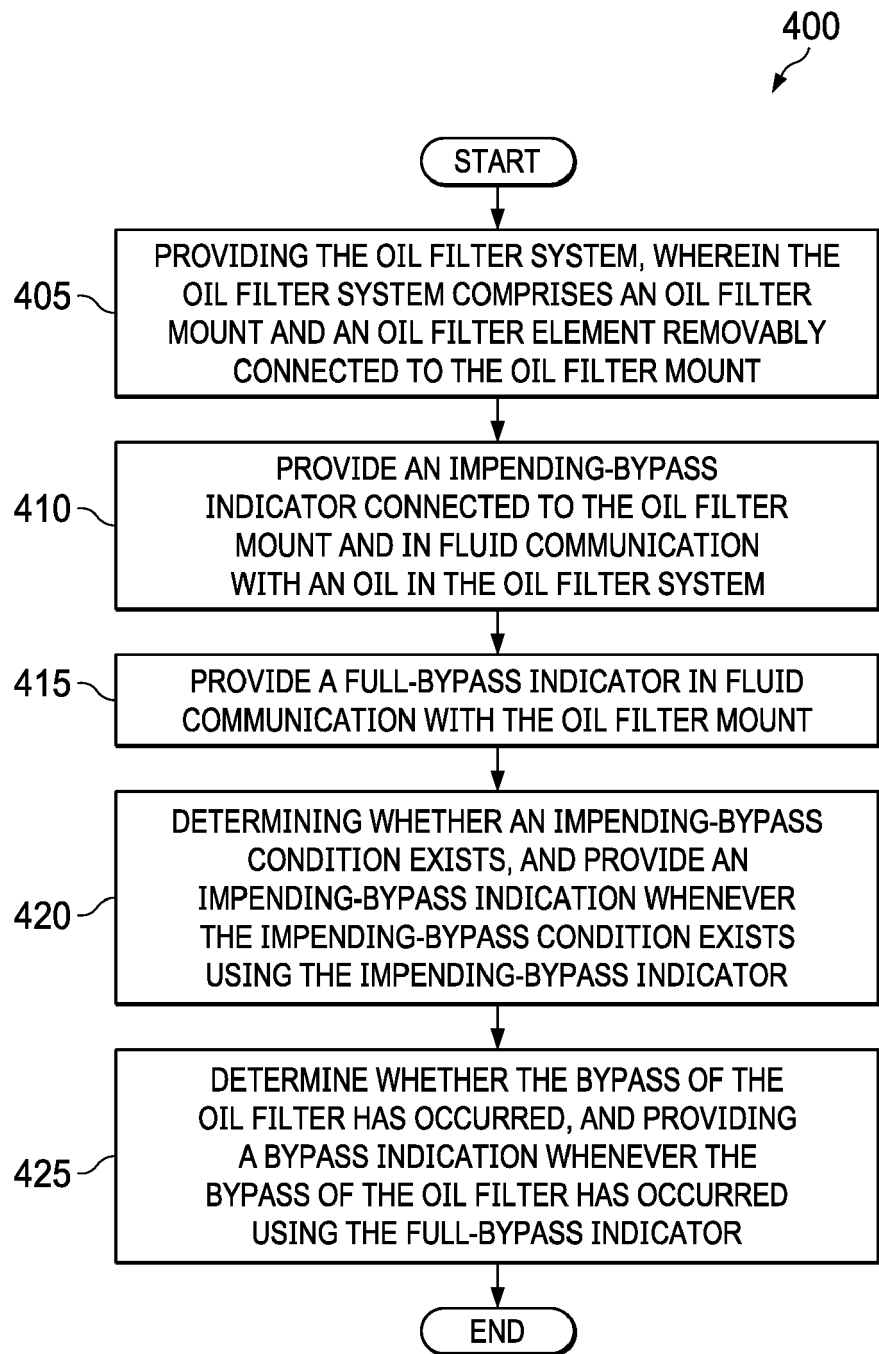 400
START
405
PROVIDING THE OIL FILTER SYSTEM, WHEREIN THE
OIL FILTER SYSTEM COMPRISES AN OIL FILTER
MOUNT AND AN OIL FILTER ELEMENT REMOVABLY
CONNECTED TO THE OIL FILTER MOUNT
410
PROVIDE AN IMPENDING-BYPASS
INDICATOR CONNECTED TO THE OIL FILTER
MOUNT AND IN FLUID COMMUNICATION
WITH AN OIL IN THE OIL FILTER SYSTEM
415
PROVIDE A FULL-BYPASS INDICATOR IN FLUID
COMMUNICATION WITH THE OIL FILTER MOUNT
420
DETERMINING WHETHER AN IMPENDING-BYPASS
CONDITION EXISTS, AND PROVIDE AN
IMPENDING-BYPASS INDICATION WHENEVER
THE IMPENDING-BYPASS CONDITION EXISTS
USING THE IMPENDING-BYPASS INDICATOR
425
DETERMINE WHETHER THE BYPASS OF THE
OIL FILTER HAS OCCURRED, AND PROVIDING
A BYPASS INDICATION WHENEVER THE
BYPASS OF THE OIL FILTER HAS OCCURRED
USING THE FULL-BYPASS INDICATOR
END